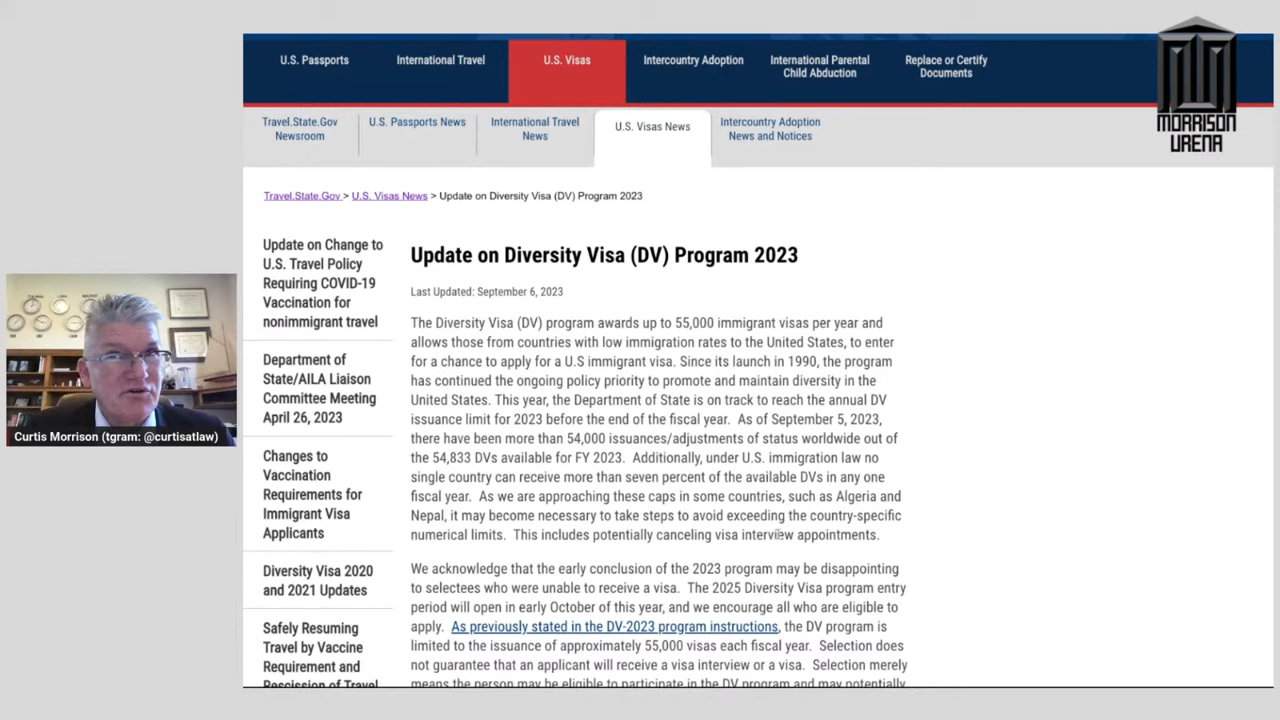 U.S. Passports
International Travel
U.S. Visas
Intercountry Adoption
International Parental
Child Abduction
Replace or Certify
Documents
MORRISON
URENA
Travel.State.Gov
Newsroom
U.S. Passports News
International Travel
News
U.S. Visas News
Intercountry Adoption
News and Notices
Travel.State.Gov > U.S. Visas News > Update on Diversity Visa (DV) Program 2023
Update on Change to
U.S. Travel Policy
Requiring COVID-19
Vaccination for
nonimmigrant travel
Department of
State/AILA Liaison
Committee Meeting
April 26, 2023
Changes to
Vaccination
Requirements for
Immigrant Visa
Applicants
Diversity Visa 2020
and 2021 Updates
Safely Resuming
Travel by Vaccine
Requirement and
Rescission of Travel
Update on Diversity Visa (DV) Program 2023
Last Updated: September 6, 2023
The Diversity Visa (DV) program awards up to 55,000 immigrant visas per year and
allows those from countries with low immigration rates to the United States, to enter
for a chance to apply for a U.S immigrant visa. Since its launch in 1990, the program
has continued the ongoing policy priority to promote and maintain diversity in the
United States. This year, the Department of State is on track to reach the annual DV
issuance limit for 2023 before the end of the fiscal year. As of September 5, 2023,
there have been more than 54,000 issuances/adjustments of status worldwide out of
the 54,833 DVs available for FY 2023. Additionally, under U.S. immigration law no
single country can receive more than seven percent of the available DVs in any one
fiscal year. As we are approaching these caps in some countries, such as Algeria and
Nepal, it may become necessary to take steps to avoid exceeding the country-specific
numerical limits. This includes potentially canceling visa interview appointments.
We acknowledge that the early conclusion of the 2023 program may be disappointing
to selectees who were unable to receive a visa. The 2025 Diversity Visa program entry
period will open in early October of this year, and we encourage all who are eligible to
apply. As previously stated in the DV-2023 program instructions, the DV program is
limited to the issuance of approximately 55,000 visas each fiscal year. Selection does
not guarantee that an applicant will receive a visa interview or a visa. Selection merely
means the person may be eligible to participate in the DV program and may potentially
Curtis Morrison (tgram: @curtisatlaw)